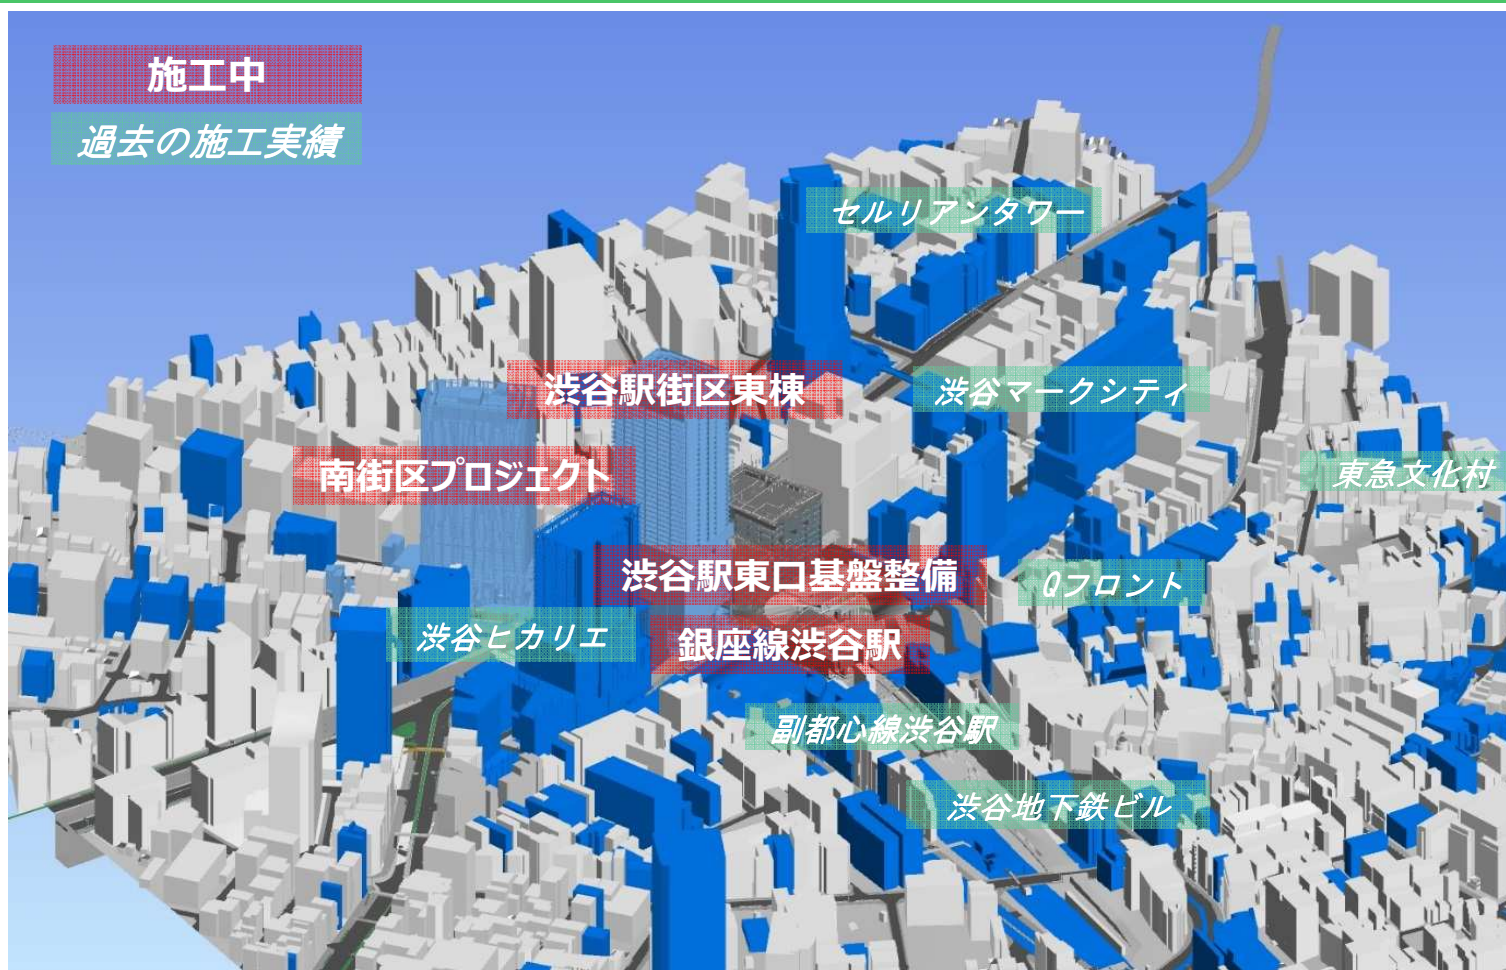 施工中
過去の施工実績
セルリアンタワー
渋谷駅街区東棟
渋谷マークシティ
南街区プロジェクト
東急文化村
渋谷駅東口基盤整備
Qフロント
渋谷ヒカリエ
銀座線渋谷駅
副都心線渋谷駅
渋谷地下鉄ビル